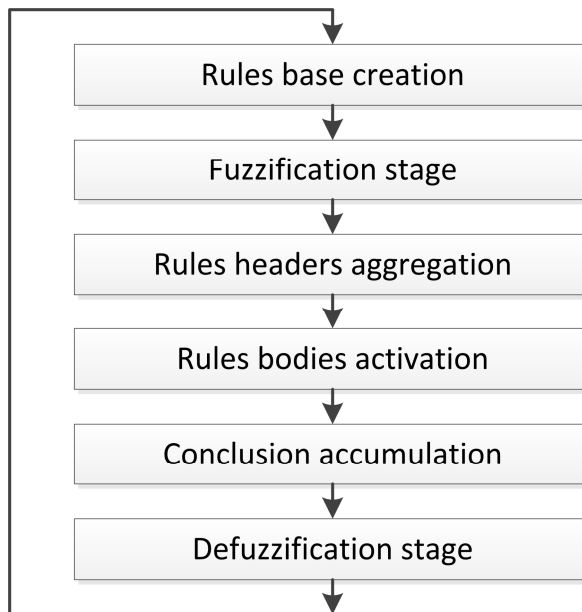 Rules base creation
Fuzzification stage
Rules headers aggregation
Rules bodies activation
Conclusion accumulation
Defuzzification stage